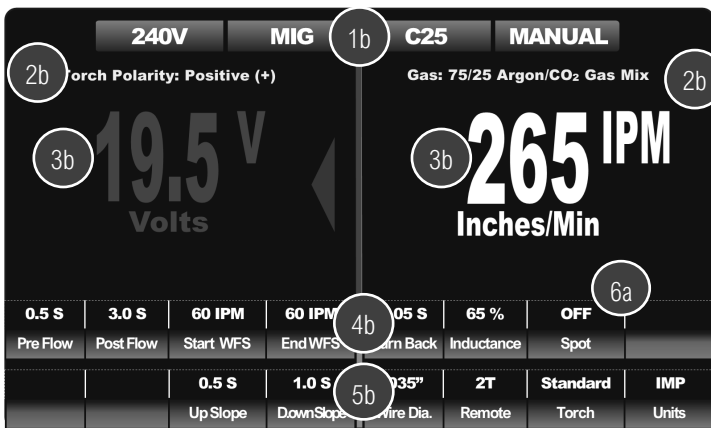 240V MIG 1b C25 MANUAL
2b Torch Polarity: Positive (+)
Gas: 75/25 Argon/CO₂ Gas Mix 2b
3b 19.5 V
Volts
3b 265 IPM
Inches/Min
6a
0.5 S 3.0 S 60 IPM 60 IPM 4b 05 S 65 % OFF
Pre Flow Post Flow Start WFS End WFS rn Back Inductance Spot
0.5 S 1.0 S 5b 035” 2T Standard IMP
Up Slope DownSlope Wire Dia. Remote Torch Units